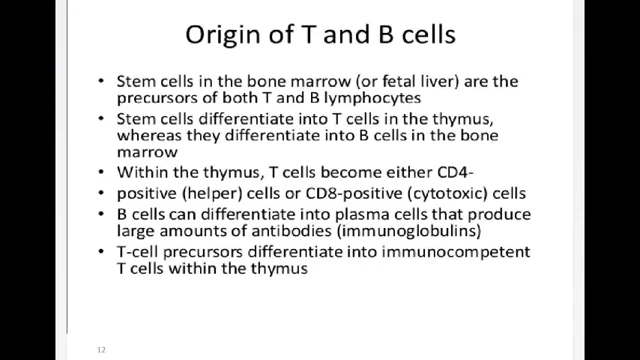 Origin of T and B cells
• Stem cells in the bone marrow (or fetal liver) are the
precursors of both T and B lymphocytes
• Stem cells differentiate into T cells in the thymus,
whereas they differentiate into B cells in the bone
marrow
• Within the thymus, T cells become either CD4-
• positive (helper) cells or CD8-positive (cytotoxic) cells
• B cells can differentiate into plasma cells that produce
large amounts of antibodies (immunoglobulins)
• T-cell precursors differentiate into immunocompetent
T cells within the thymus
12